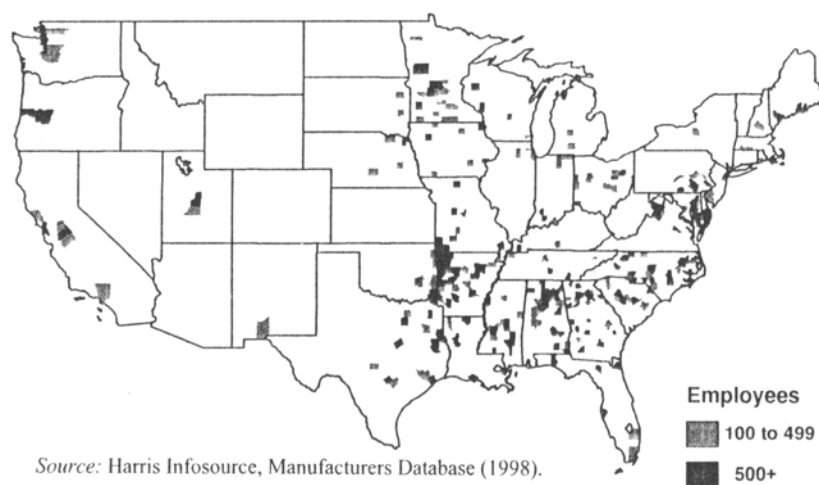 Employees
100 to 499
500+
Source: Harris Infosource, Manufacturers Database (1998).